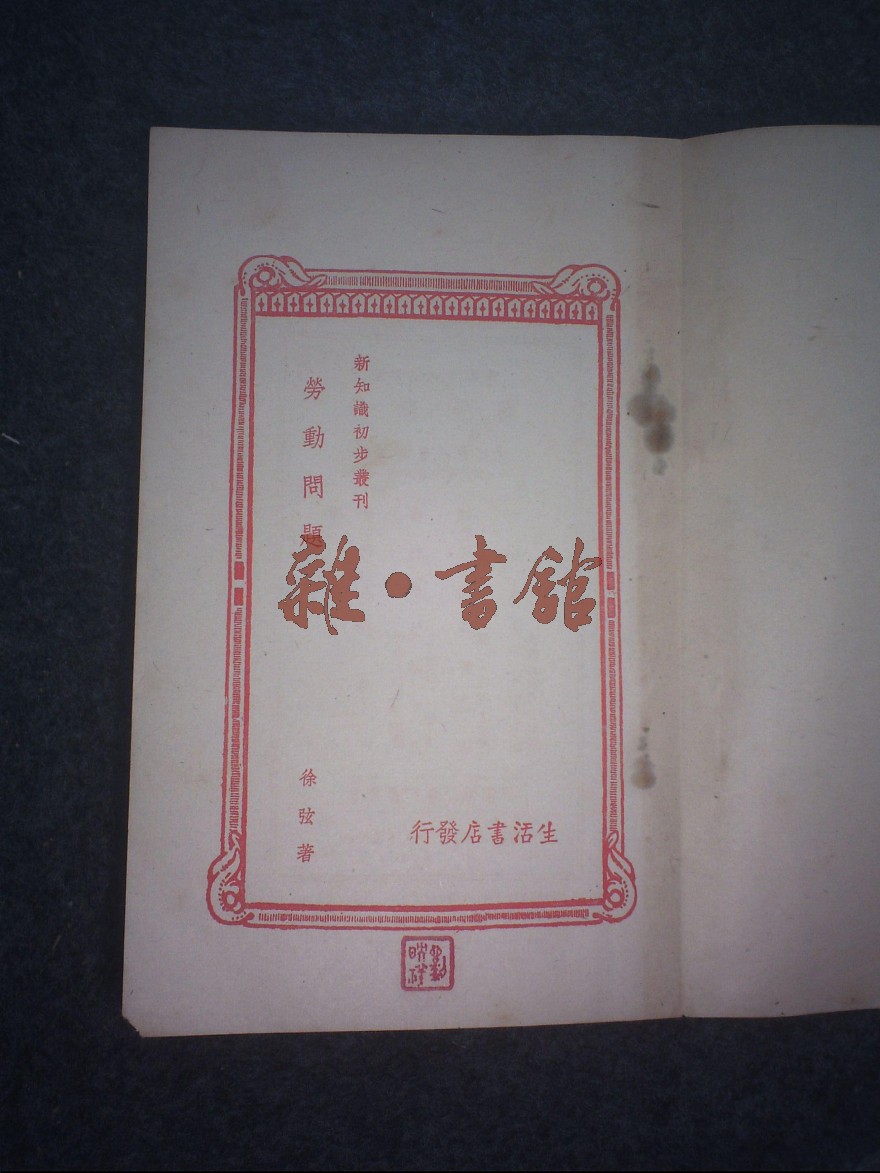 新知識初步叢刊
勞動問題
徐弦著
生活書店發行
雜·書館